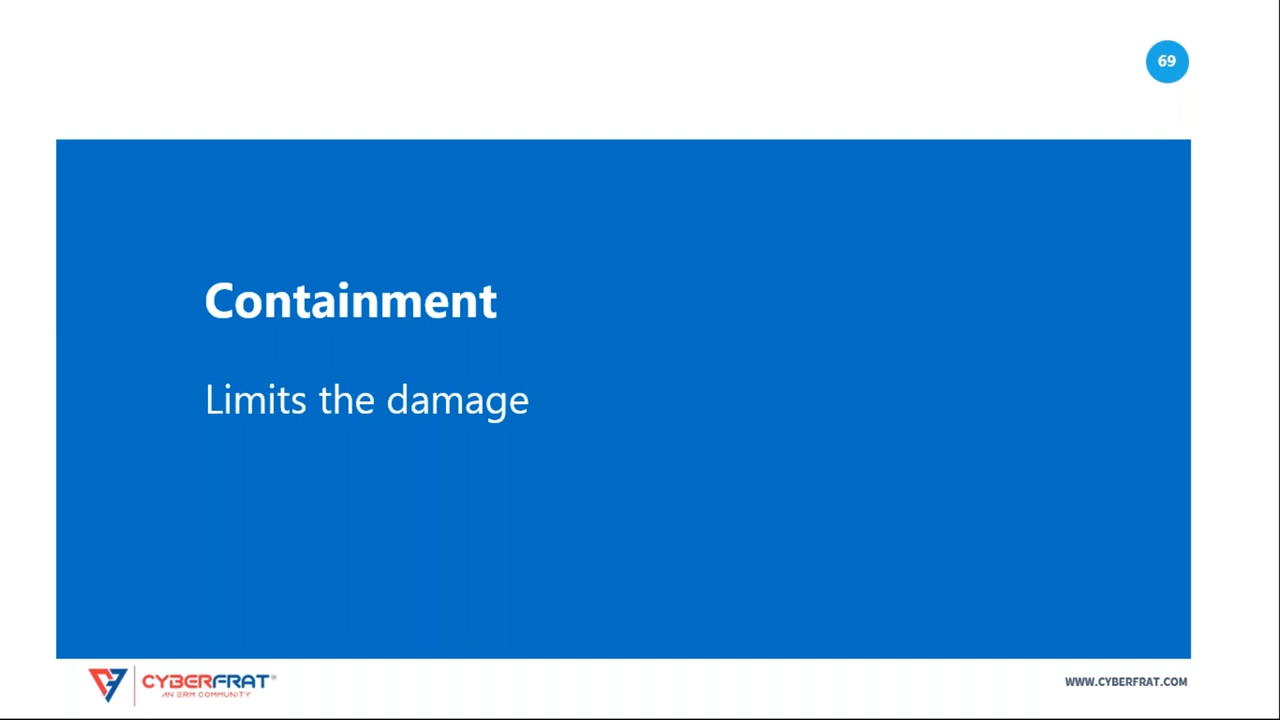 69
Containment
Limits the damage
CYBERFRAT®
AN ERM COMMUNITY
WWW.CYBERFRAT.COM